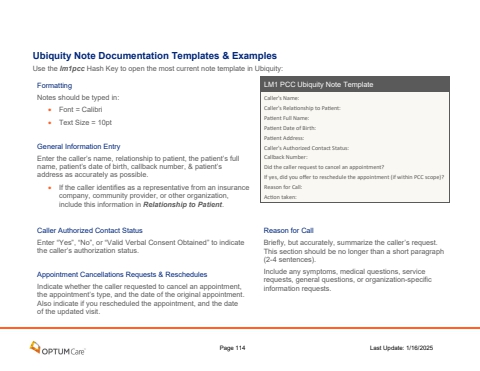 Ubiquity Note Documentation Templates & Examples
Use the lm1pcc Hash Key to open the most current note template in Ubiquity:
Formatting
Notes should be typed in:
• Font = Calibri
• Text Size = 10pt
General Information Entry
Enter the caller's name, relationship to patient, the patient's full
name, patient's date of birth, callback number, & patient's
address as accurately as possible.
• If the caller identifies as a representative from an insurance
company, community provider, or other organization,
include this information in Relationship to Patient.
LM1 PCC Ubiquity Note Template
Caller's Name:
Caller's Relationship to Patient:
Patient Full Name:
Patient Date of Birth:
Patient Address:
Caller's Authorized Contact Status:
Callback Number:
Did the caller request to cancel an appointment?
If yes, did you offer to reschedule the appointment (if within PCC scope)?
Reason for Call:
Action taken:
Caller Authorized Contact Status
Enter "Yes", "No", or "Valid Verbal Consent Obtained" to indicate
the caller's authorization status.
Appointment Cancellations Requests & Reschedules
Indicate whether the caller requested to cancel an appointment,
the appointment's type, and the date of the original appointment.
Also indicate if you rescheduled the appointment, and the date
of the updated visit.
Reason for Call
Briefly, but accurately, summarize the caller's request.
This section should be no longer than a short paragraph
(2-4 sentences).
Include any symptoms, medical questions, service
requests, general questions, or organization-specific
information requests.
OPTUMCare
Page 114
Last Update: 1/16/2025